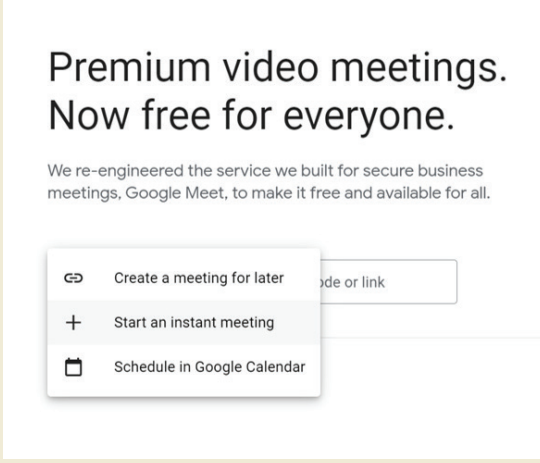 Premium video meetings.
Now free for everyone.
We re-engineered the service we built for secure business
meetings, Google Meet, to make it free and available for all.
Create a meeting for later
or link
Start an instant meeting
Schedule in Google Calendar